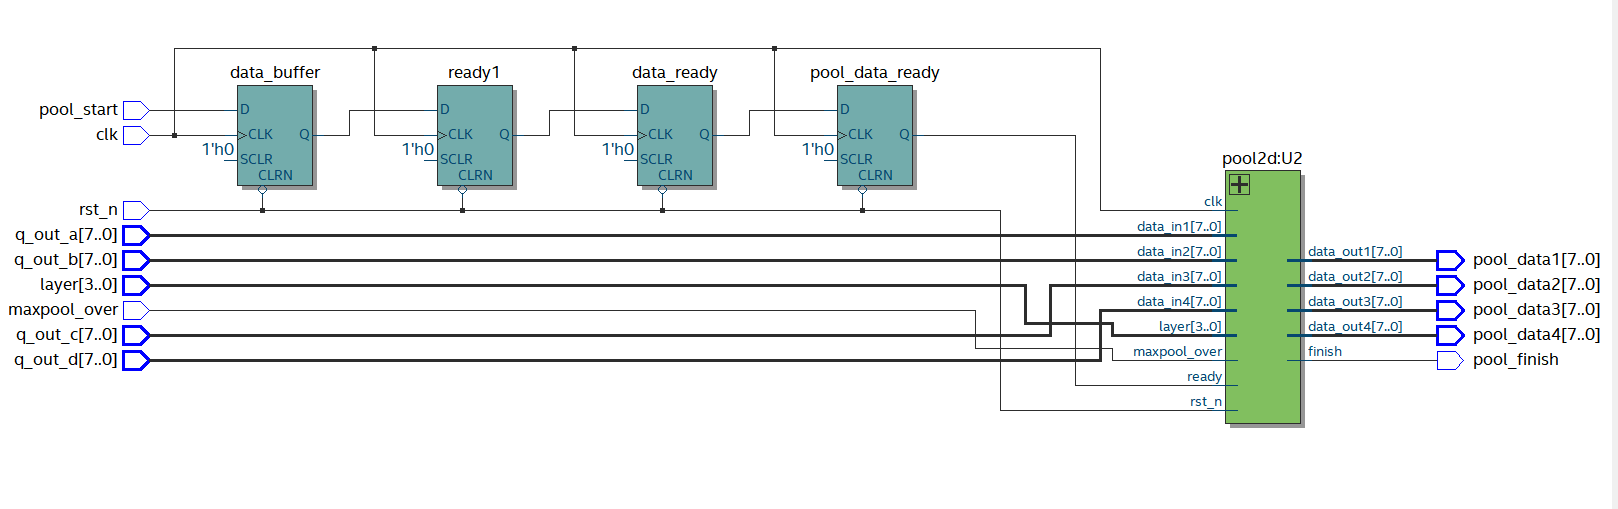 data_buffer
ready1
data_ready
pool_data_ready
pool_start
D
D
D
D
clk
CLK
Q
CLK
Q
CLK
Q
CLK
Q
1'h0
SCLR
1'h0
SCLR
1'h0
SCLR
1'h0
SCLR
CLRN
CLRN
CLRN
CLRN
pool2d:U2
rst_n
clk
q_out_a[7..0]
data_in1[7..0]
q_out_b[7..0]
data_in2[7..0]
data_out1[7..0]
pool_data1[7..0]
layer[3..0]
data_in3[7..0]
data_out2[7..0]
pool_data2[7..0]
maxpool_over
data_in4[7..0]
data_out3[7..0]
pool_data3[7..0]
q_out_c[7..0]
layer[3..0]
data_out4[7..0]
pool_data4[7..0]
q_out_d[7..0]
maxpool_over
finish
pool_finish
ready
rst_n